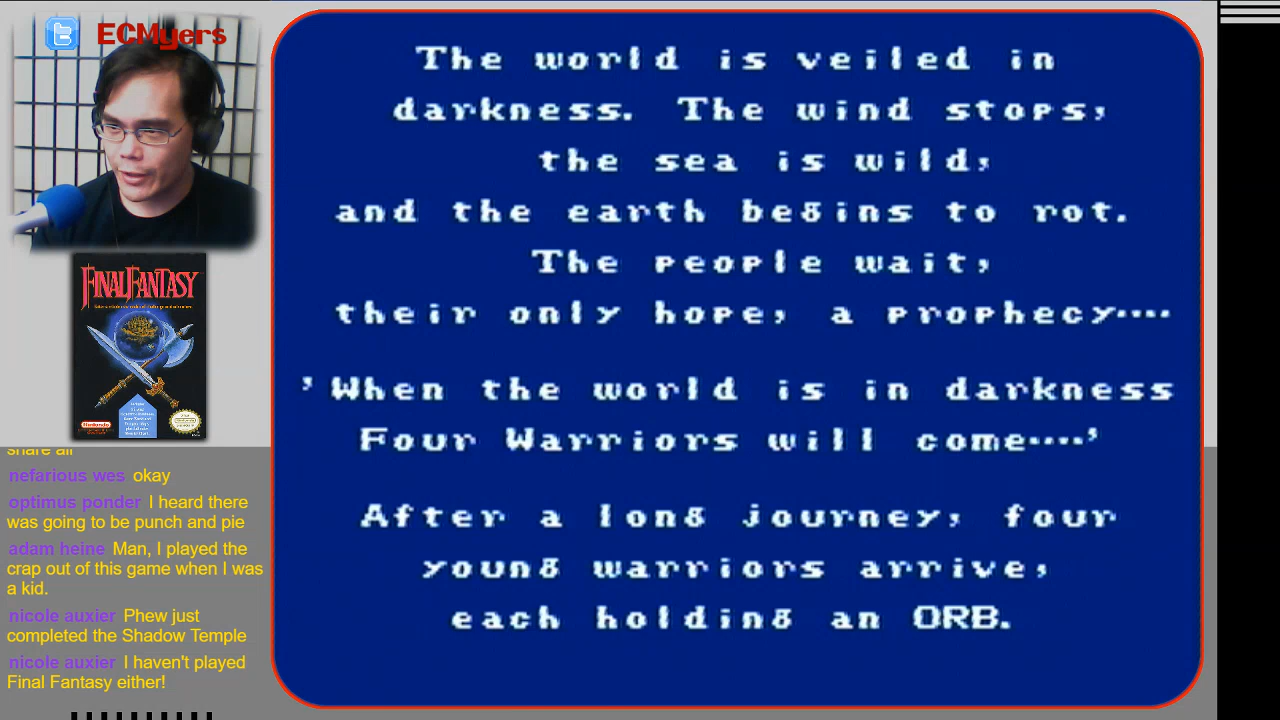 ECMyers
The world is veiled in
darkness. The wind stops,
the sea is wild,
and the earth begins to rot.
The people wait,
their only hope, a prophecy....
'When the world is in darkness
Four Warriors will come....'
After a long journey, four
young warriors arrive,
each holding an ORB.
FINAL FANTASY
Nintendo
share all
nefarious wes okay
optimus ponder I heard there
was going to be punch and pie
adam heine Man, I played the
crap out of this game when I was
a kid.
nicole auxier Phew just
completed the Shadow Temple
nicole auxier I haven't played
Final Fantasy either!